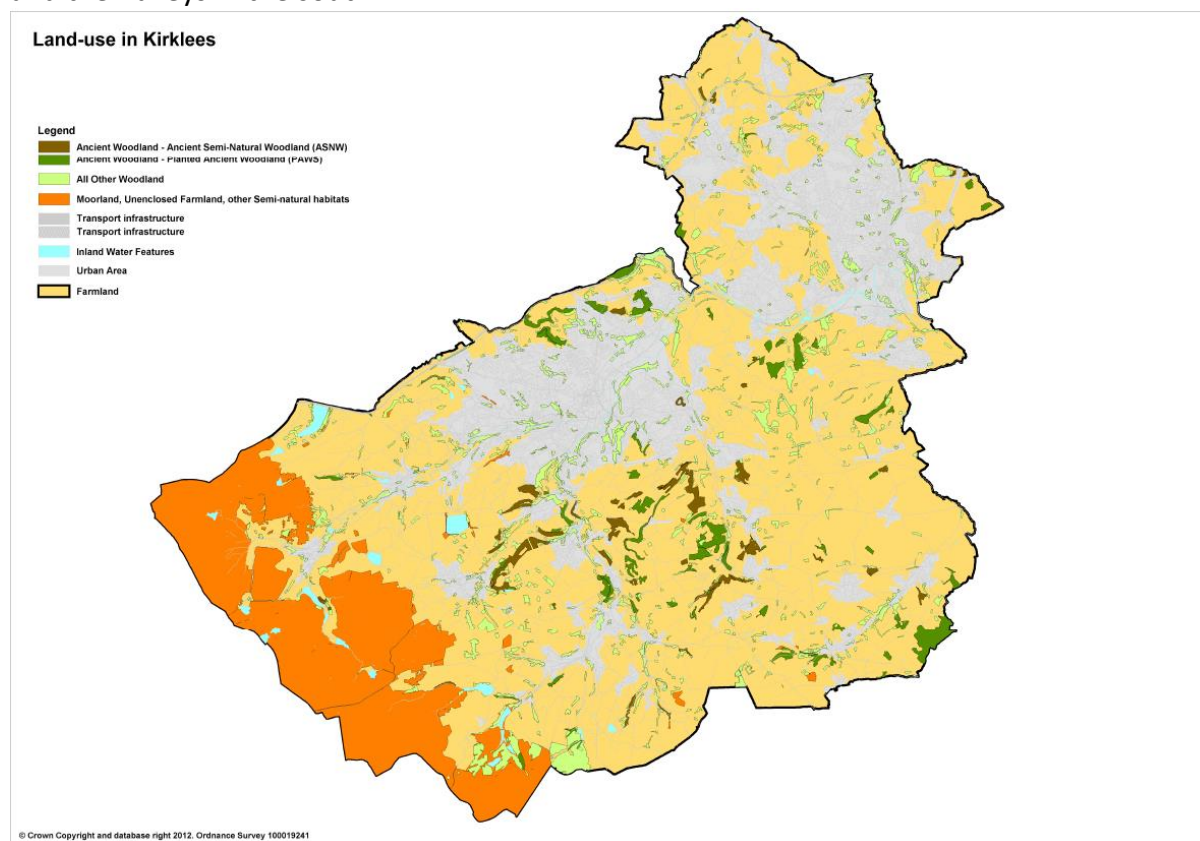 Land-use in Kirklees
Legend
Ancient Woodland - Ancient Semi-Natural Woodland (ASNW)
Ancient Woodland - Planted Ancient Woodland (PAWS)
All Other Woodland
Moorland, Unenclosed Farmland, other Semi-natural habitats
Transport infrastructure
Transport infrastructure
Inland Water Features
Urban Area
Farmland
© Crown Copyright and database right 2012. Ordnance Survey 100019241